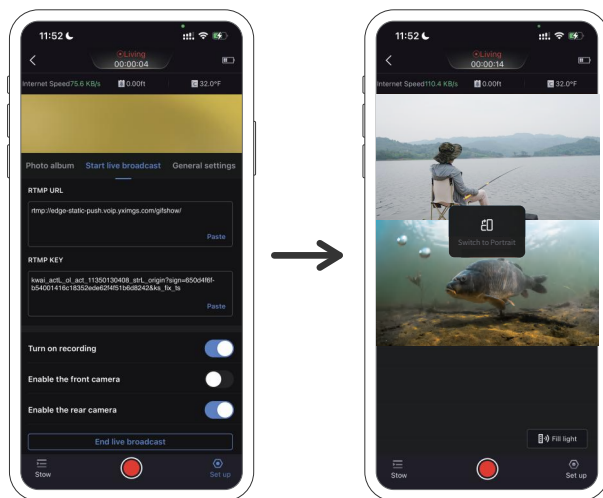 11:52
Living
00:00:04
Internet Speed75.6 KB/s 0.00ft 32.0°F
Photo album Start live broadcast General settings
RTMP URL
rtmp://edge-static-push.voip.yximgs.com/gifshow/
Paste
RTMP KEY
kwai_actL_ol_act_11350130408_strL_origin?sign=650d4f6f-
b54001416c18352ede62f4f51b6d8242&ks_fix_ts
Paste
Turn on recording
Enable the front camera
Enable the rear camera
End live broadcast
Stow Set up
11:52
Living
00:00:14
Internet Speed110.4 KB/s 0.00ft 32.0°F
Switch to Portrait
Fill light
Stow Set up